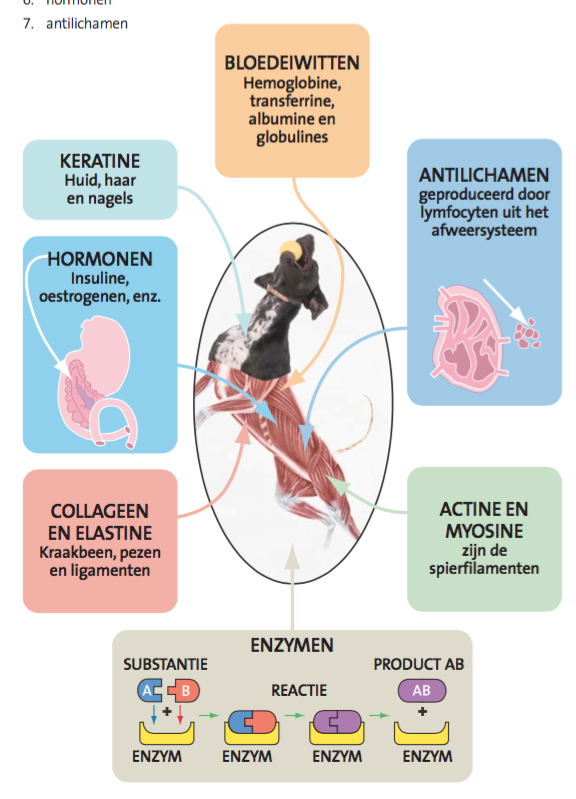 6. hormonen
7. antilichamen
BLOEDEIWITTEN
Hemoglobine,
transferrine,
albumine en
globulines
KERATINE
Huid, haar
en nagels
ANTILICHAMEN
geproduceerd door
lymfocyten uit het
afweersysteem
HORMONEN
Insuline,
oestrogenen, enz.
COLLAGEEN
EN ELASTINE
Kraakbeen, pezen
en ligamenten
ACTINE EN
MYOSINE
zijn de
spierfilamenten
ENZYMEN
SUBSTANTIE
PRODUCT AB
A B
REACTIE
AB
+
+
ENZYM ENZYM ENZYM ENZYM